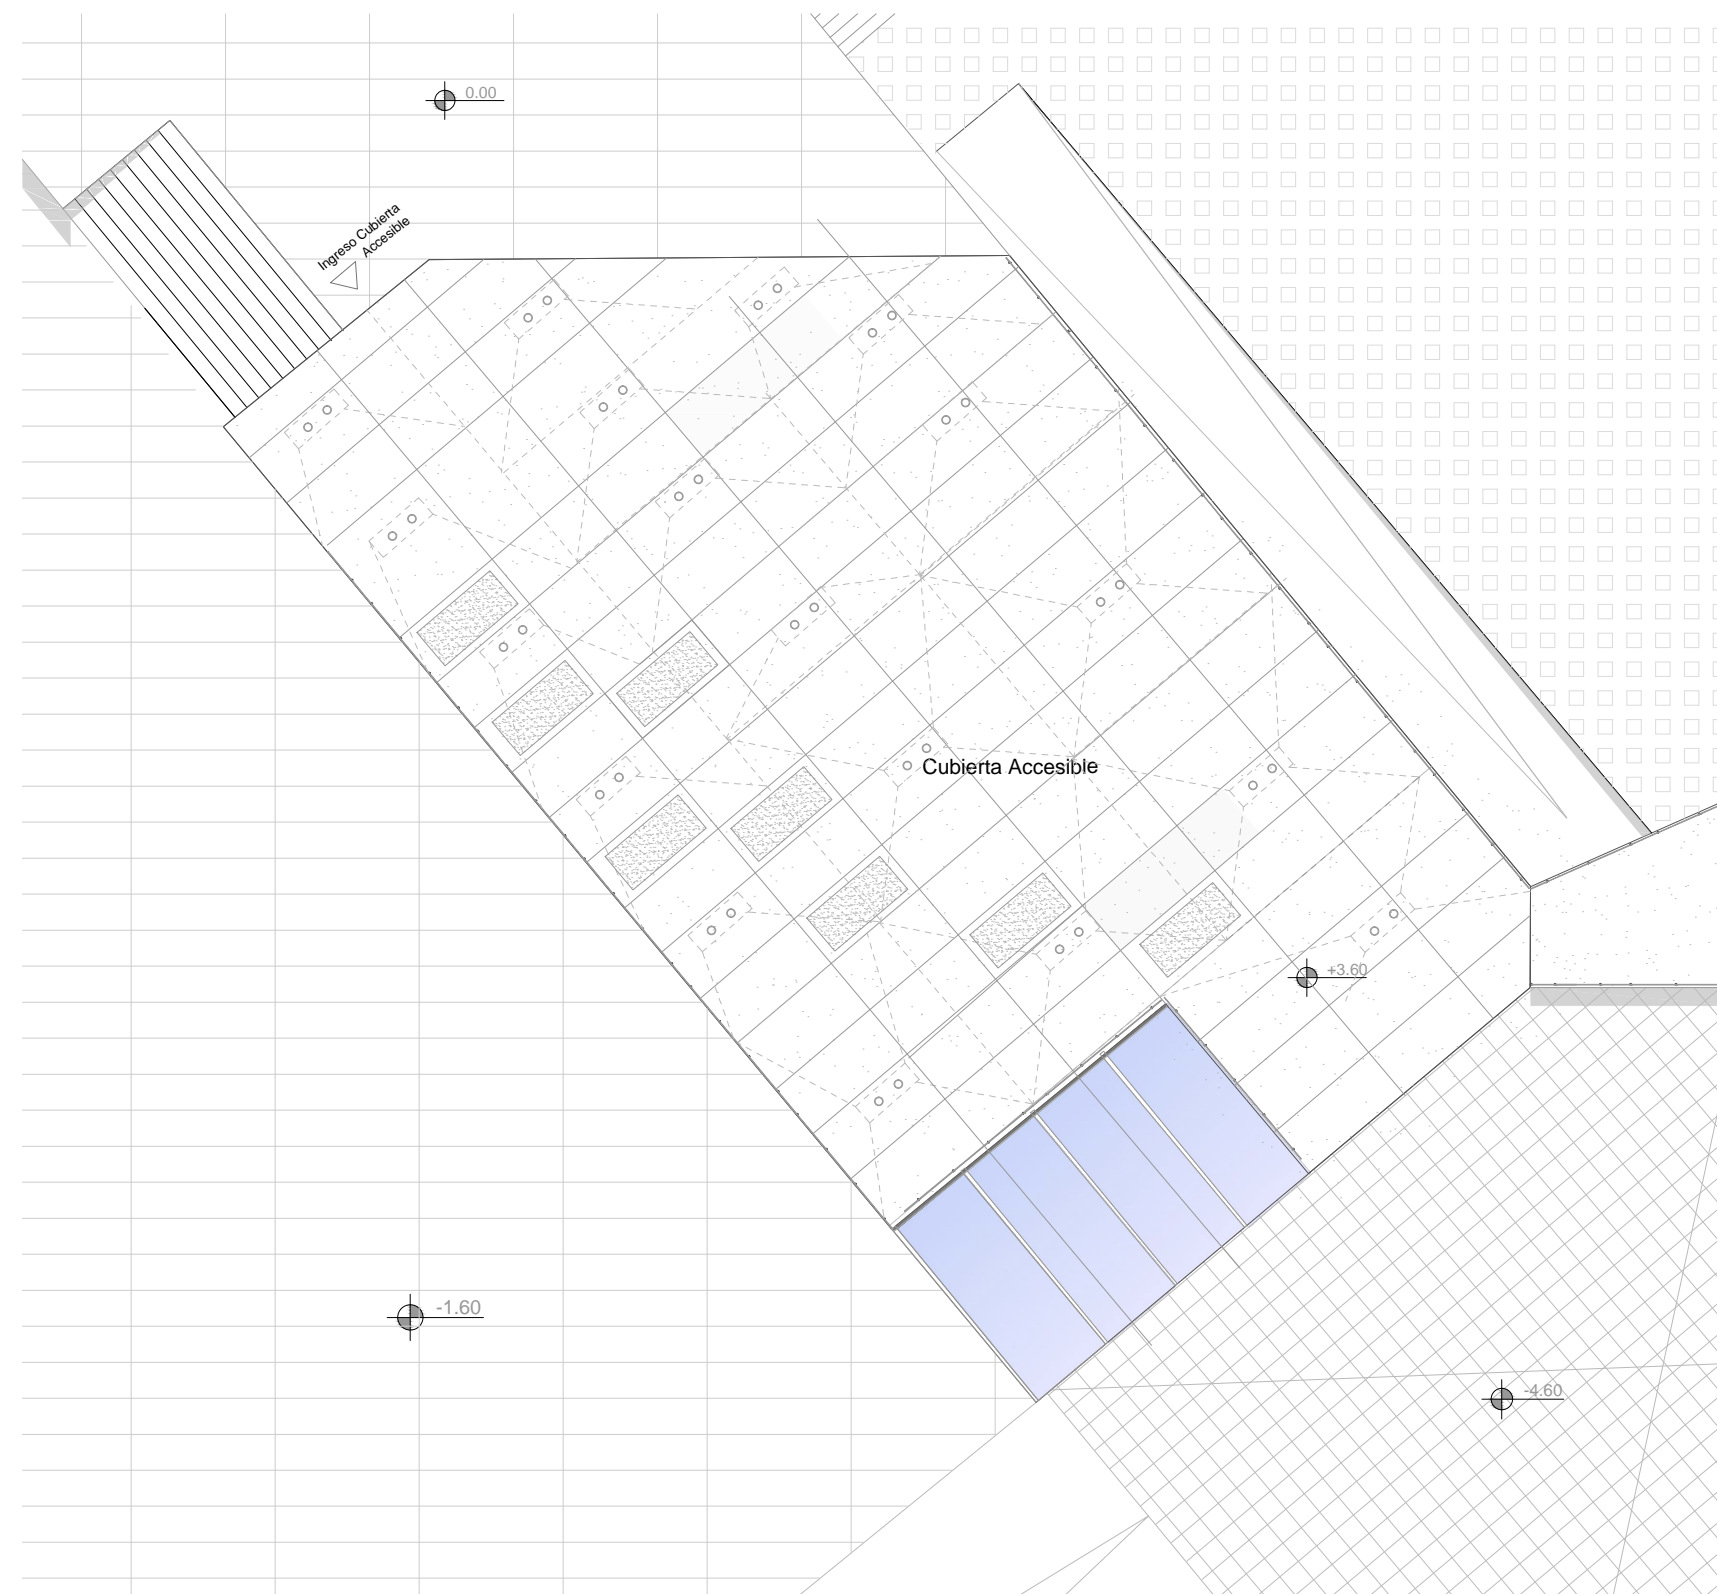 0.00
Ingreso Cubierta
Accesible
Cubierta Accesible
+3.60
-1.60
-4.60